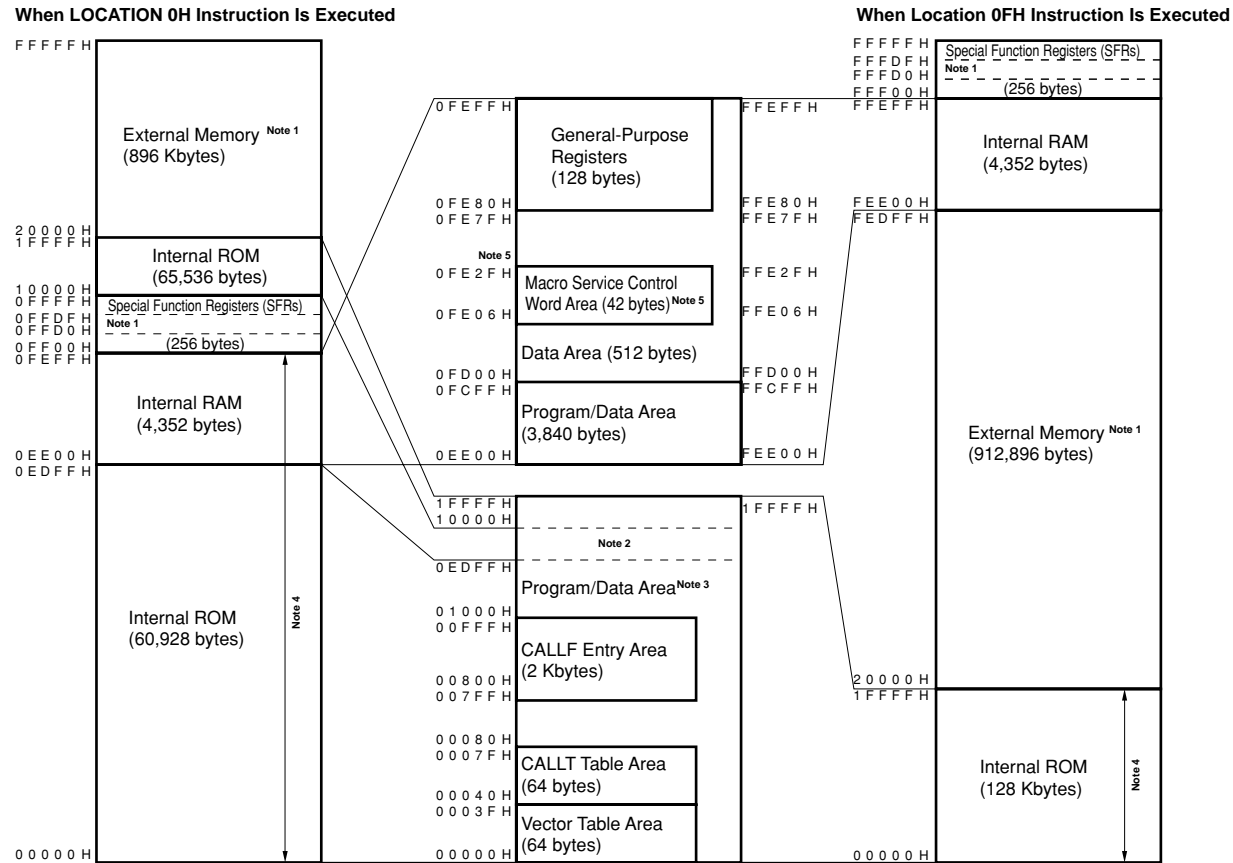 When LOCATION 0H Instruction Is Executed
FFFFFH
External Memory Note 1
(896 Kbytes)
20000H
1FFFFH
Internal ROM
(65,536 bytes)
10000H
0FFFFH
Special Function Registers (SFRs)
0FFDFH
Note 1
0FFD0H
(256 bytes)
0FF00H
0FEFFH
Internal RAM
(4,352 bytes)
0EE00H
0EDFFH
Internal ROM
(60,928 bytes)
Note 4
00000H
0FEFFH
FFEFFH
General-Purpose
Registers
(128 bytes)
0FE80H
FFE80H
0FE7FH
FFE7FH
Note 5
0FE2FH
FFE2FH
Macro Service Control
Word Area (42 bytes) Note 5
0FE06H
FFE06H
Data Area (512 bytes)
0FD00H
FFD00H
0FCFFH
FFCFFH
Program/Data Area
(3,840 bytes)
0EE00H
FEE00H
1FFFFH
1FFFFH
10000H
Note 2
0EDFFH
Program/Data Area Note 3
01000H
00FFFH
CALLF Entry Area
(2 Kbytes)
00800H
007FFH
00080H
0007FH
CALLT Table Area
(64 bytes)
00040H
0003FH
Vector Table Area
(64 bytes)
00000H
When Location 0FH Instruction Is Executed
FFFFFH
Special Function Registers (SFRs)
FFFDFH
Note 1
FFFD0H
(256 bytes)
FFF00H
FFEFFH
Internal RAM
(4,352 bytes)
FEE00H
FEDFFH
External Memory Note 1
(912,896 bytes)
20000H
1FFFFH
Internal ROM
(128 Kbytes)
Note 4
00000H